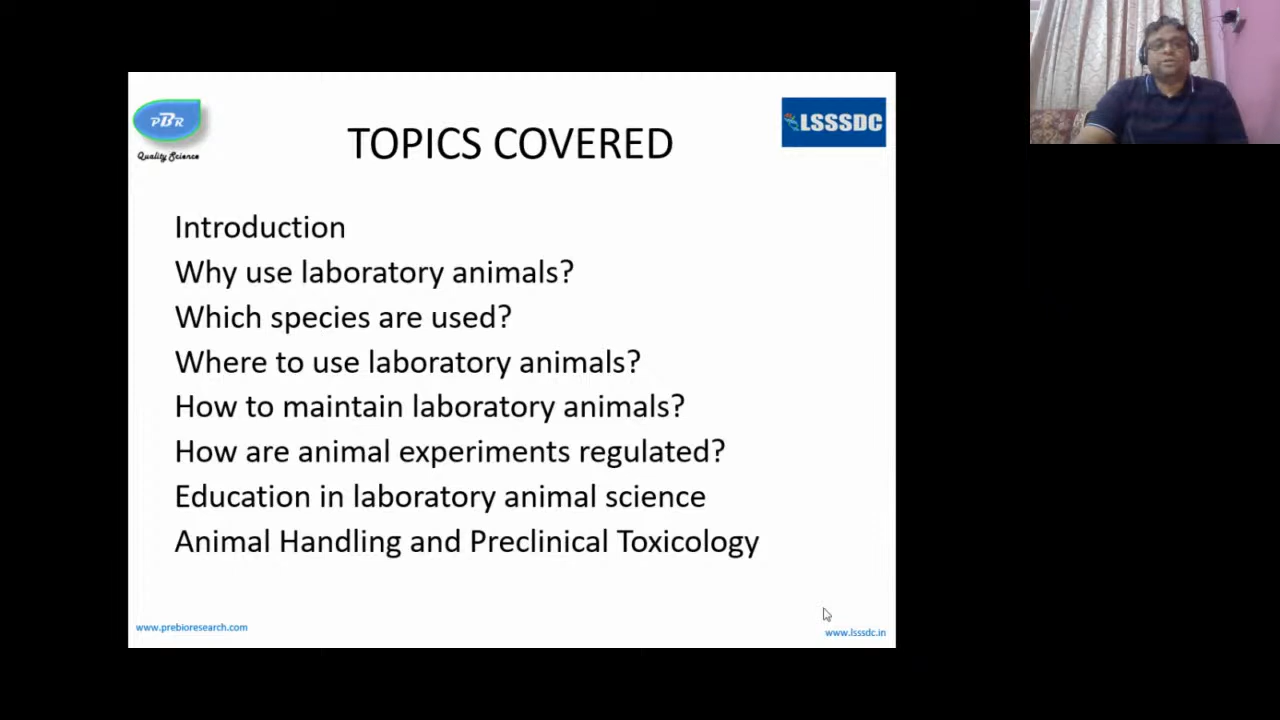 PBR
Quality Science
TOPICS COVERED
LSSSDC
Introduction
Why use laboratory animals?
Which species are used?
Where to use laboratory animals?
How to maintain laboratory animals?
How are animal experiments regulated?
Education in laboratory animal science
Animal Handling and Preclinical Toxicology
www.prebioresearch.com
www.lsssdc.in